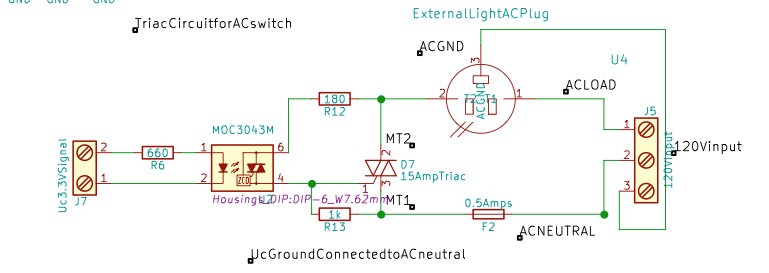 GND GND GND
TriacCircuitforACswitch
ExternalLightACPlug
ACGND
U4
3
ACLOAD
2
T2
T1
1
ACGND
180
R12
J5
1
2
3
120Vinput
120Vinput
MOC3043M
MT2
2
D7
15AmpTriac
1
3
MT1
Uc3.3VSignal
2
1
J7
660
R6
1
6
2
4
ZCD
U2
Housings_DIP:DIP-6_W7.62mm
1k
R13
0.5Amps
F2
ACNEUTRAL
UcGroundConnectedtoACneutral